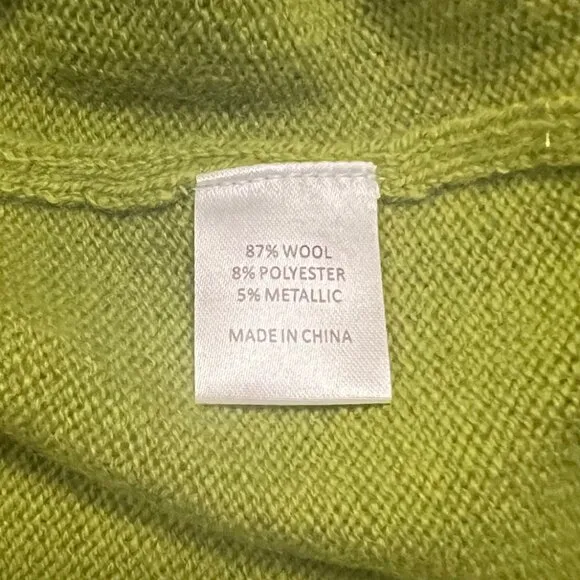 87% WOOL
8% POLYESTER
5% METALLIC
MADE IN CHINA